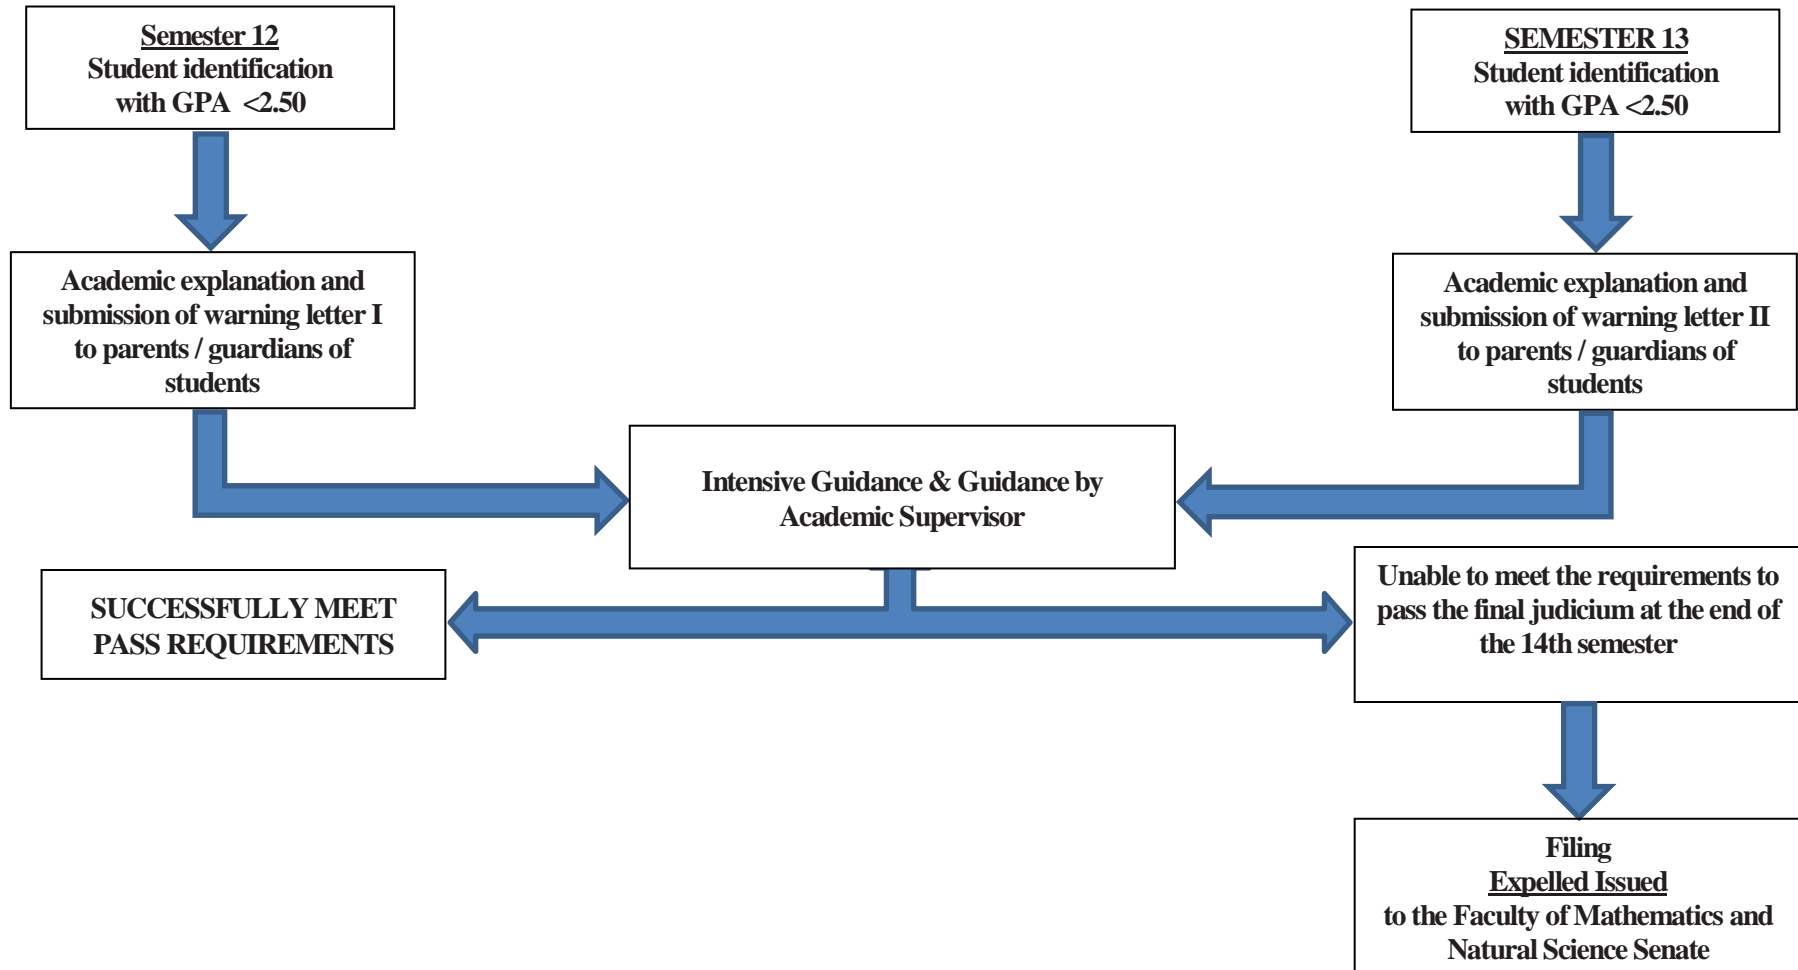 Semester 12
Student identification
with GPA <2.50
SEMESTER 13
Student identification
with GPA <2.50
Academic explanation and
submission of warning letter I
to parents / guardians of
students
Academic explanation and
submission of warning letter II
to parents / guardians of
students
Intensive Guidance & Guidance by
Academic Supervisor
SUCCESSFULLY MEET
PASS REQUIREMENTS
Unable to meet the requirements to
pass the final judicium at the end of
the 14th semester
Filing
Expelled Issued
to the Faculty of Mathematics and
Natural Science Senate